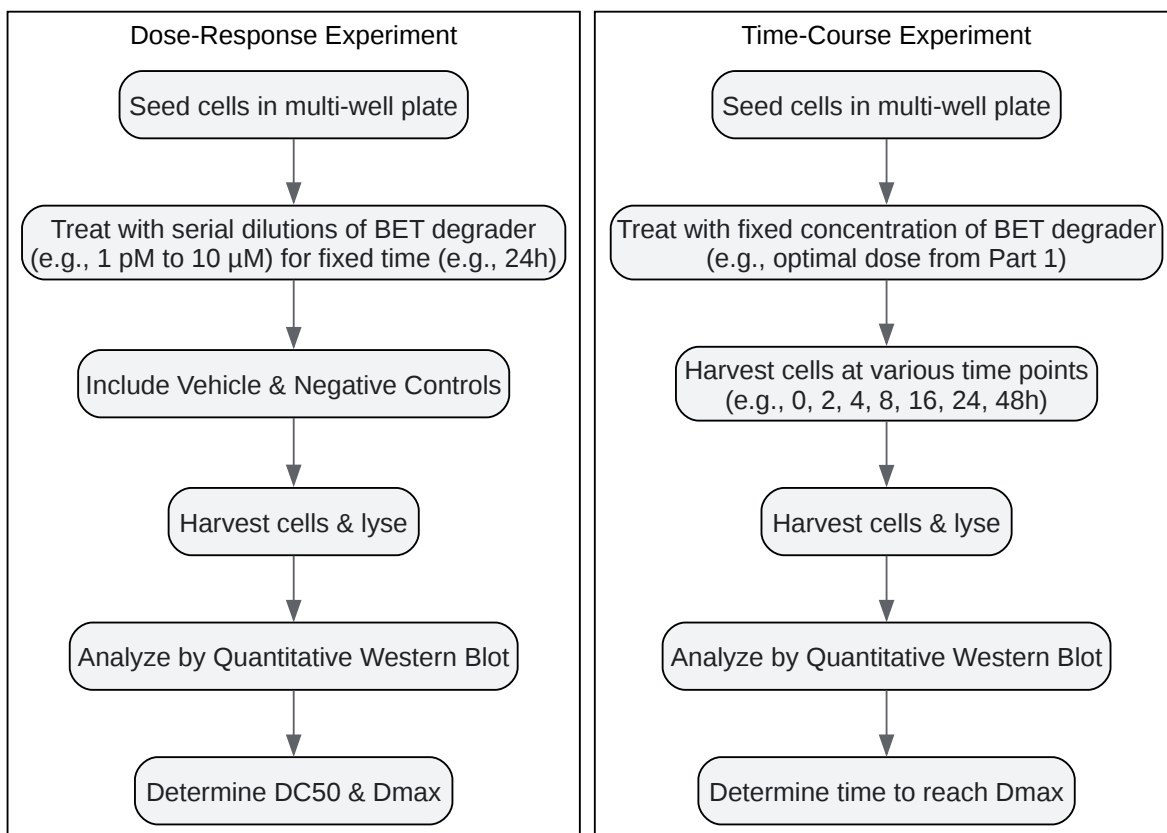 Dose-Response Experiment
Seed cells in multi-well plate
Treat with serial dilutions of BET degrader
(e.g., 1 pM to 10 µM) for fixed time (e.g., 24h)
Include Vehicle & Negative Controls
Harvest cells & lyse
Analyze by Quantitative Western Blot
Determine DC50 & Dmax
Time-Course Experiment
Seed cells in multi-well plate
Treat with fixed concentration of BET degrader
(e.g., optimal dose from Part 1)
Harvest cells at various time points
(e.g., 0, 2, 4, 8, 16, 24, 48h)
Harvest cells & lyse
Analyze by Quantitative Western Blot
Determine time to reach Dmax